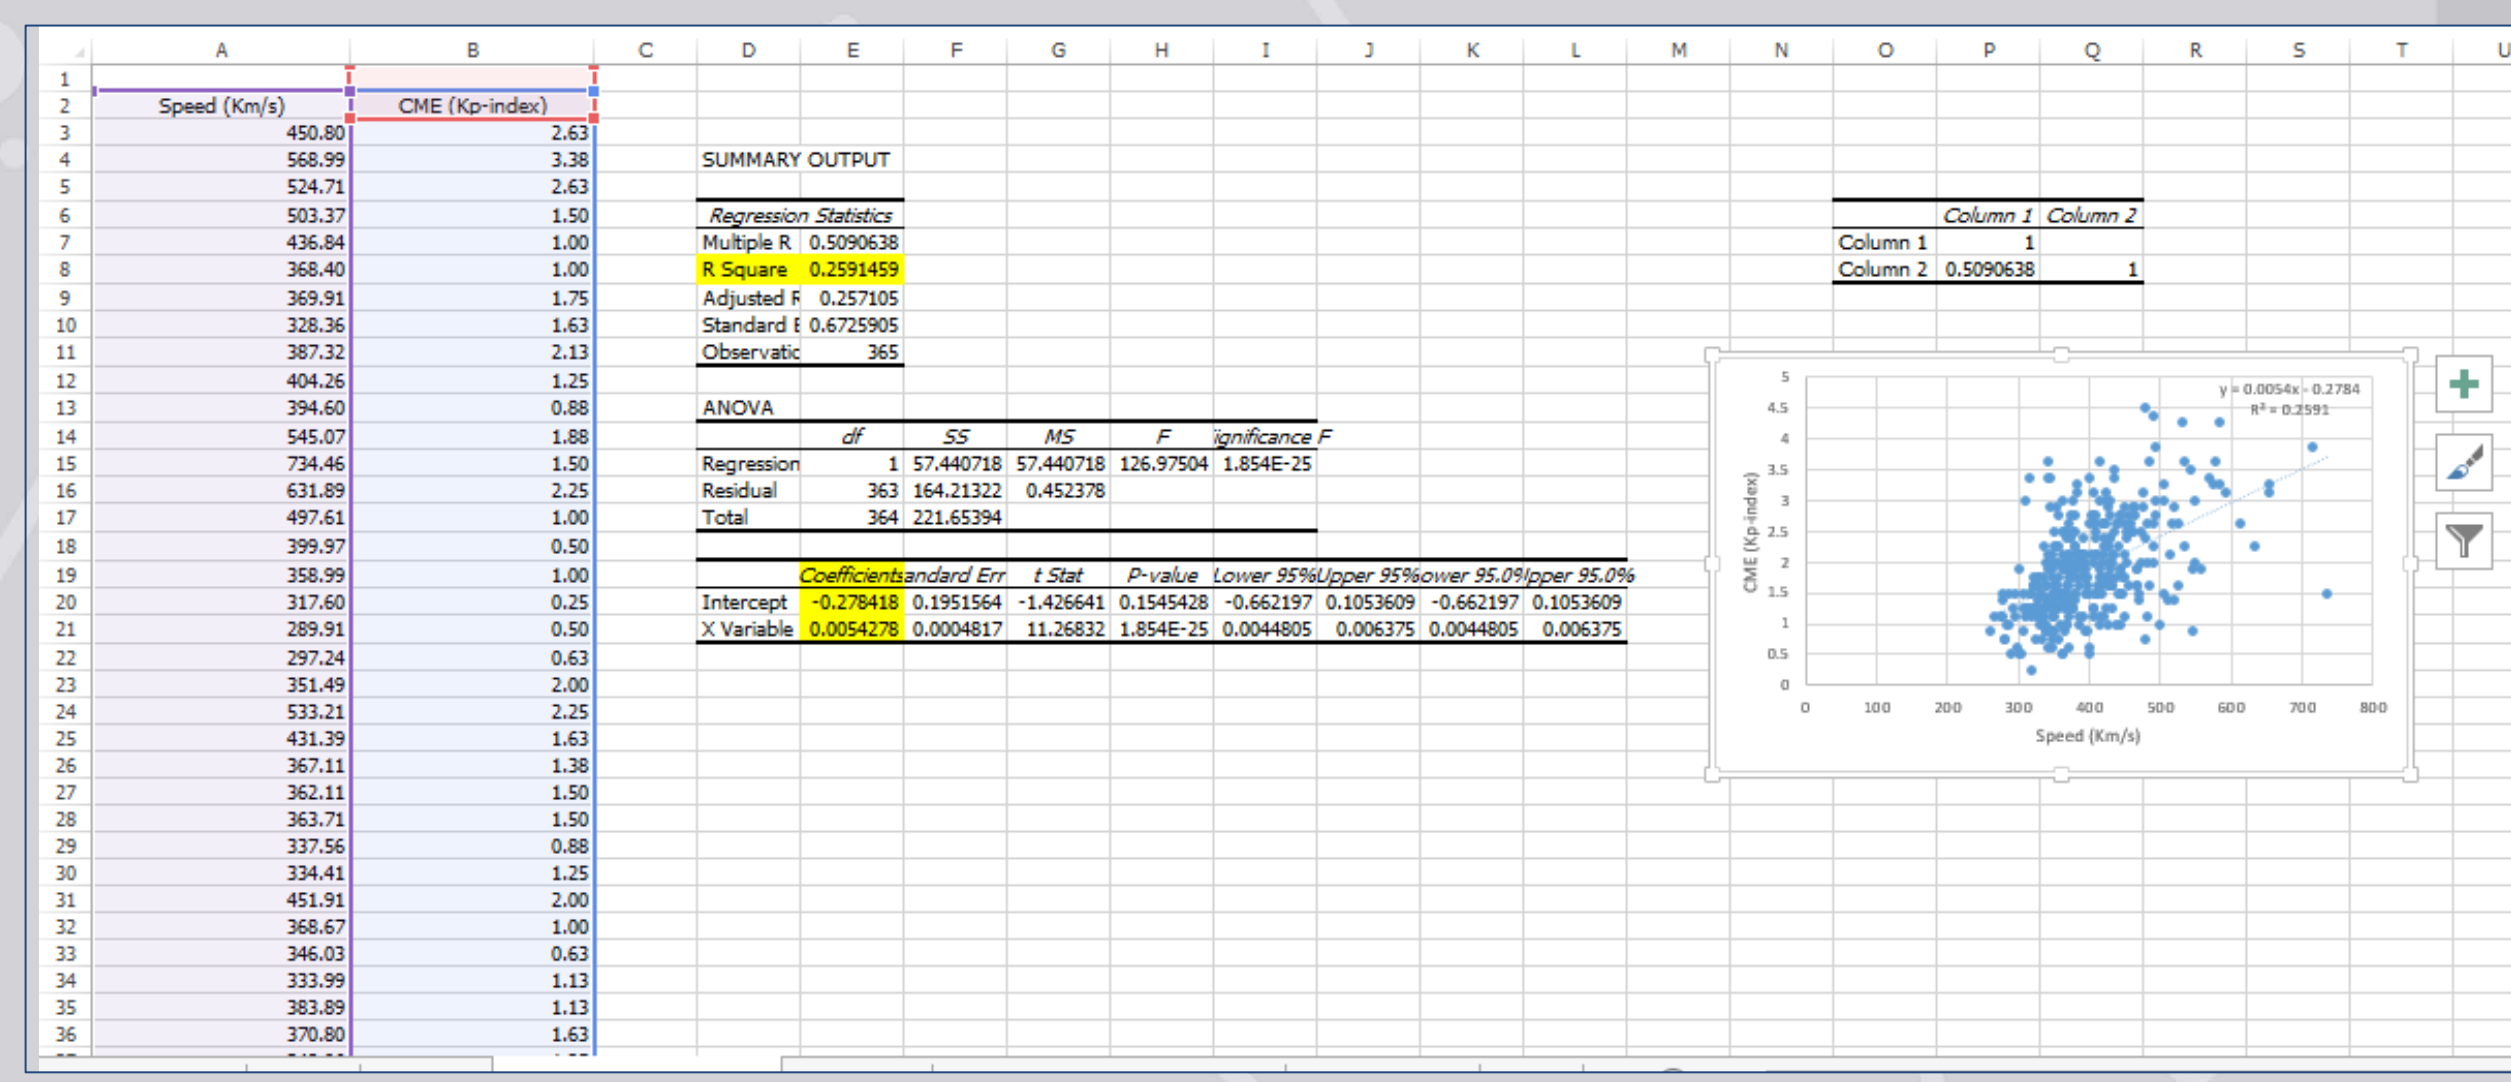 A B C D E F G H I J K L M N O P Q R S T U
1
2 Speed (Km/s) CME (Kp-index)
3 450.80 2.63
4 568.99 3.38 SUMMARY OUTPUT
5 524.71 2.63
6 503.37 1.50 Regression Statistics Column 1 Column 2
7 436.84 1.00 Multiple R 0.5090638 Column 1 1
8 368.40 1.00 R Square 0.2591459 Column 2 0.5090638 1
9 369.91 1.75 Adjusted R 0.257105
10 328.36 1.63 Standard E 0.6725905
11 387.32 2.13 Observatic 365
12 404.26 1.25
13 394.60 0.88 ANOVA
14 545.07 1.88 df SS MS F ignificance F
15 734.46 1.50 Regression 1 57.440718 57.440718 126.97504 1.854E-25
16 631.89 2.25 Residual 363 164.21322 0.452378
17 497.61 1.00 Total 364 221.65394
18 399.97 0.50
19 358.99 1.00 Coefficients andard Err t Stat P-value Lower 95% Upper 95% ower 95.0% pper 95.0%
20 317.60 0.25 Intercept -0.278418 0.1951564 -1.426641 0.1545428 -0.662197 0.1053609 -0.662197 0.1053609
21 289.91 0.50 X Variable 0.0054278 0.0004817 11.26832 1.854E-25 0.0044805 0.006375 0.0044805 0.006375
22 297.24 0.63
23 351.49 2.00
24 533.21 2.25
25 431.39 1.63
26 367.11 1.38
27 362.11 1.50
28 363.71 1.50
29 337.56 0.88
30 334.41 1.25
31 451.91 2.00
32 368.67 1.00
33 346.03 0.63
34 333.99 1.13
35 383.89 1.13
36 370.80 1.63
y = 0.0054x - 0.2784
R² = 0.2591
CME (Kp-index)
5
4.5
4
3.5
3
2.5
2
1.5
1
0.5
0
0 100 200 300 400 500 600 700 800
Speed (Km/s)